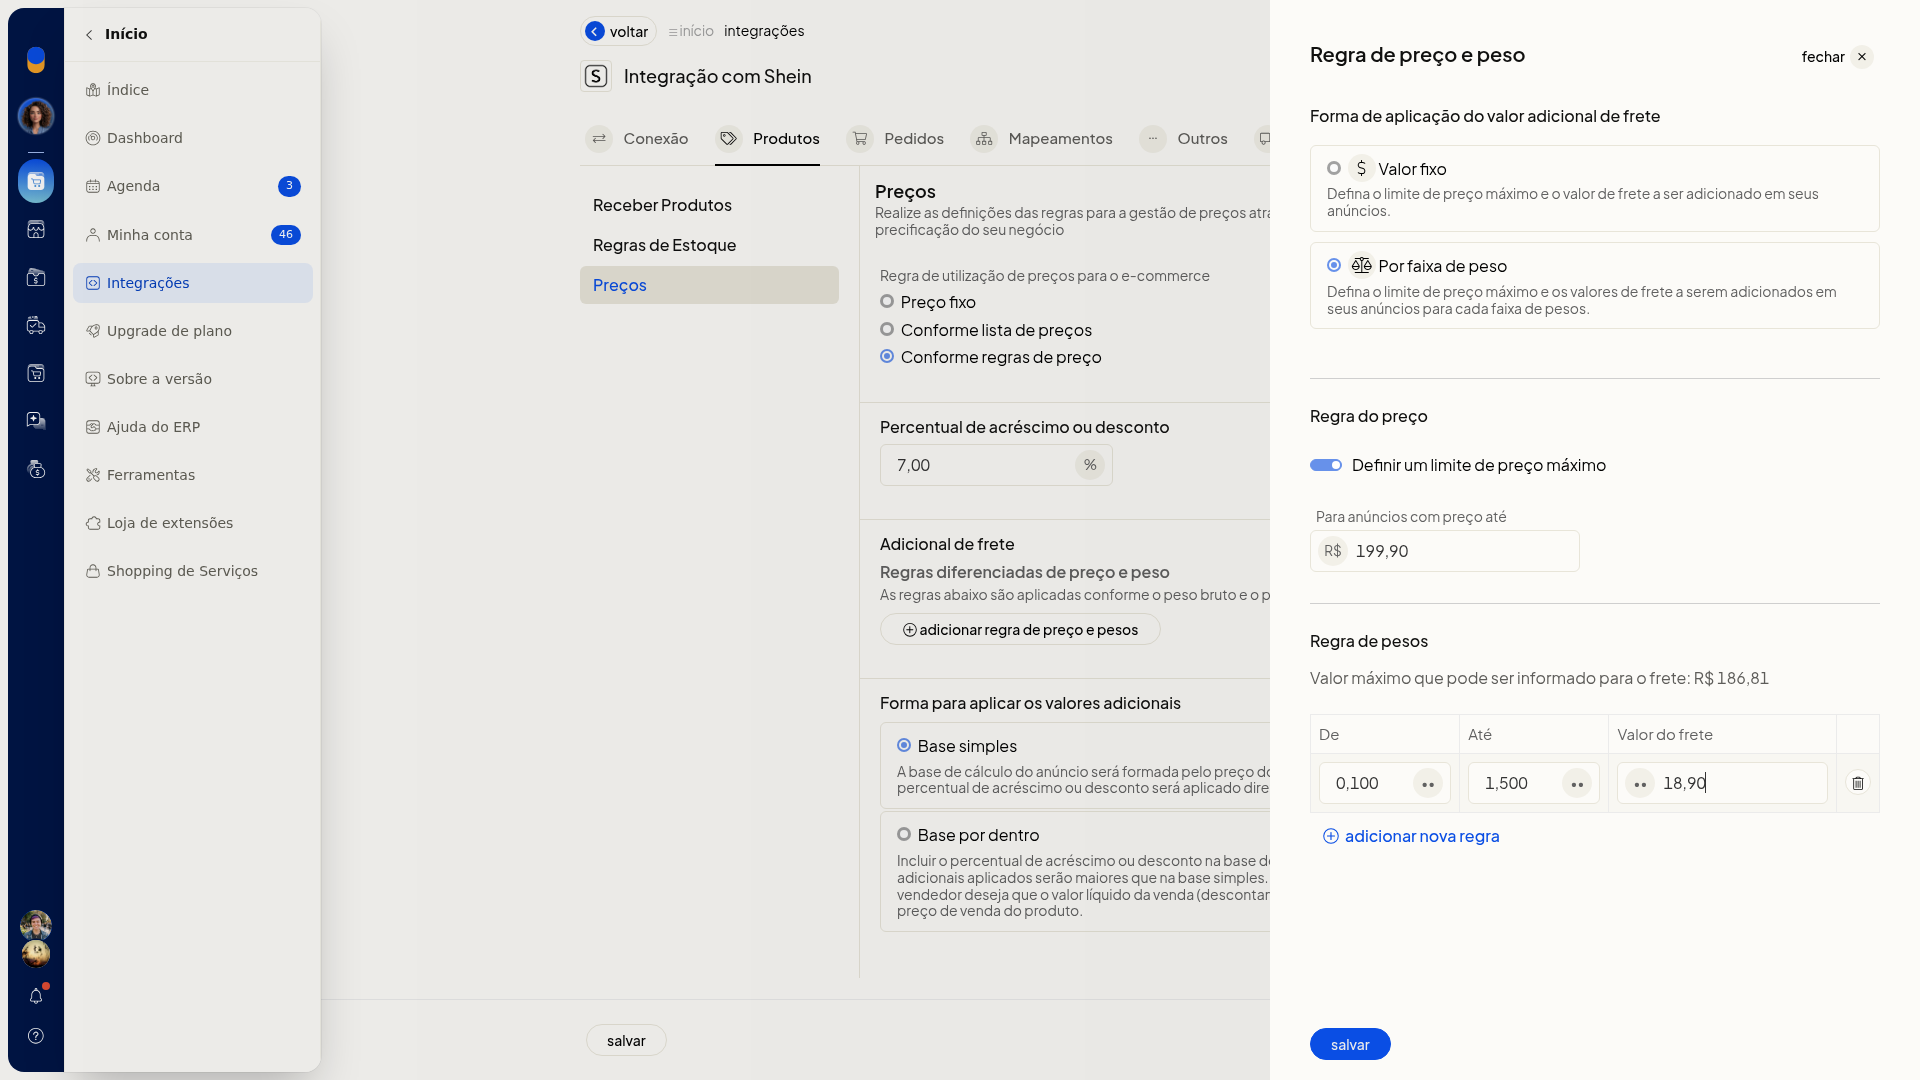 Início
Índice
Dashboard
Agenda
3
Minha conta
46
Integrações
Upgrade de plano
Sobre a versão
Ajuda do ERP
Ferramentas
Loja de extensões
Shopping de Serviços
voltar
início
integrações
S
Integração com Shein
Conexão
Produtos
Pedidos
Mapeamentos
Outros
Receber Produtos
Regras de Estoque
Preços
Preços
Realize as definições das regras para a gestão de preços atra
precificação do seu negócio
Regra de utilização de preços para o e-commerce
Preço fixo
Conforme lista de preços
Conforme regras de preço
Percentual de acréscimo ou desconto
7,00
%
Adicional de frete
Regras diferenciadas de preço e peso
As regras abaixo são aplicadas conforme o peso bruto e o p
adicionar regra de preço e pesos
Forma para aplicar os valores adicionais
Base simples
A base de cálculo do anúncio será formada pelo preço do
percentual de acréscimo ou desconto será aplicado dire
Base por dentro
Incluir o percentual de acréscimo ou desconto na base de
adicionais aplicados serão maiores que na base simples.
vendedor deseja que o valor líquido da venda (descontan
preço de venda do produto.
salvar
Regra de preço e peso
fechar
Forma de aplicação do valor adicional de frete
$ Valor fixo
Defina o limite de preço máximo e o valor de frete a ser adicionado em seus
anúncios.
Por faixa de peso
Defina o limite de preço máximo e os valores de frete a serem adicionados em
seus anúncios para cada faixa de pesos.
Regra do preço
Definir um limite de preço máximo
Para anúncios com preço até
R$ 199,90
Regra de pesos
Valor máximo que pode ser informado para o frete: R$ 186,81
De
Até
Valor do frete
0,100
1,500
18,90
adicionar nova regra
salvar